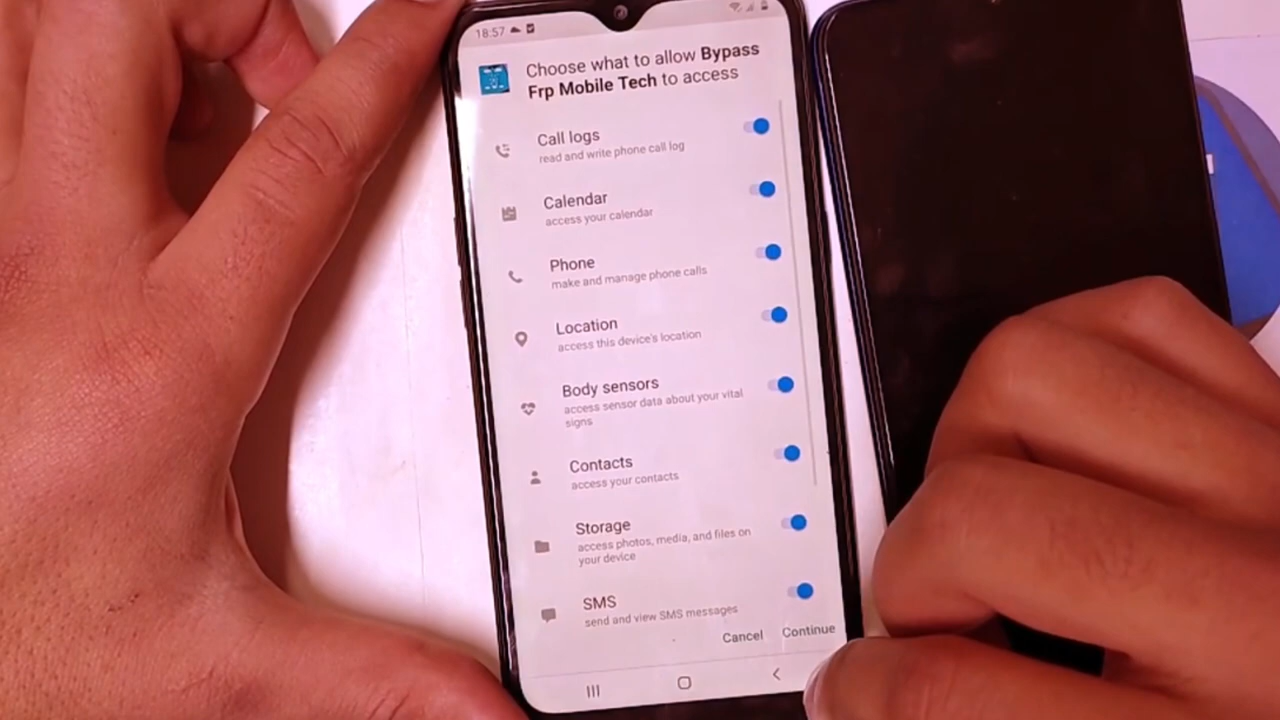 18:57
Choose what to allow Bypass
Frp Mobile Tech to access
Call logs
read and write phone call log
Calendar
access your calendar
Phone
make and manage phone calls
Location
access this device's location
Body sensors
access sensor data about your vital
signs
Contacts
access your contacts
Storage
access photos, media, and files on
your device
SMS
send and view SMS messages
Cancel Continue